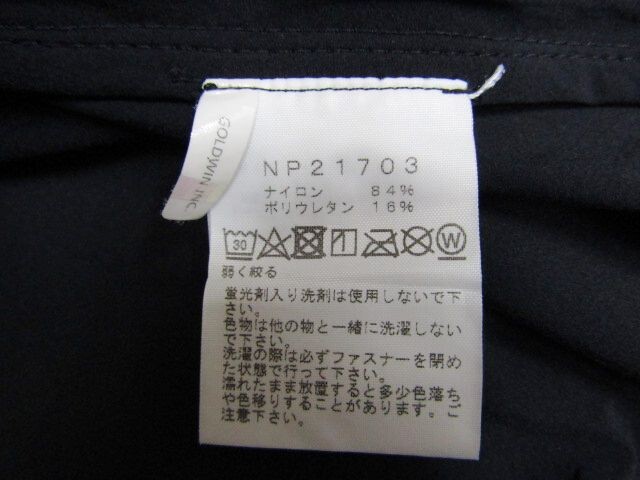 GOLDWIN INC.
NP21703
ナイロン 84%
ポリウレタン 16%
30 W
弱く絞る
蛍光剤入り洗剤は使用しないで下
さい。
色物は他の物と一緒に洗濯しない
で下さい。
洗濯の際は必ずファスナーを閉め
た状態で行って下さい。
濡れたまま放置すると多少色落ち
や色移りすることがあります。ご
注意下さい。